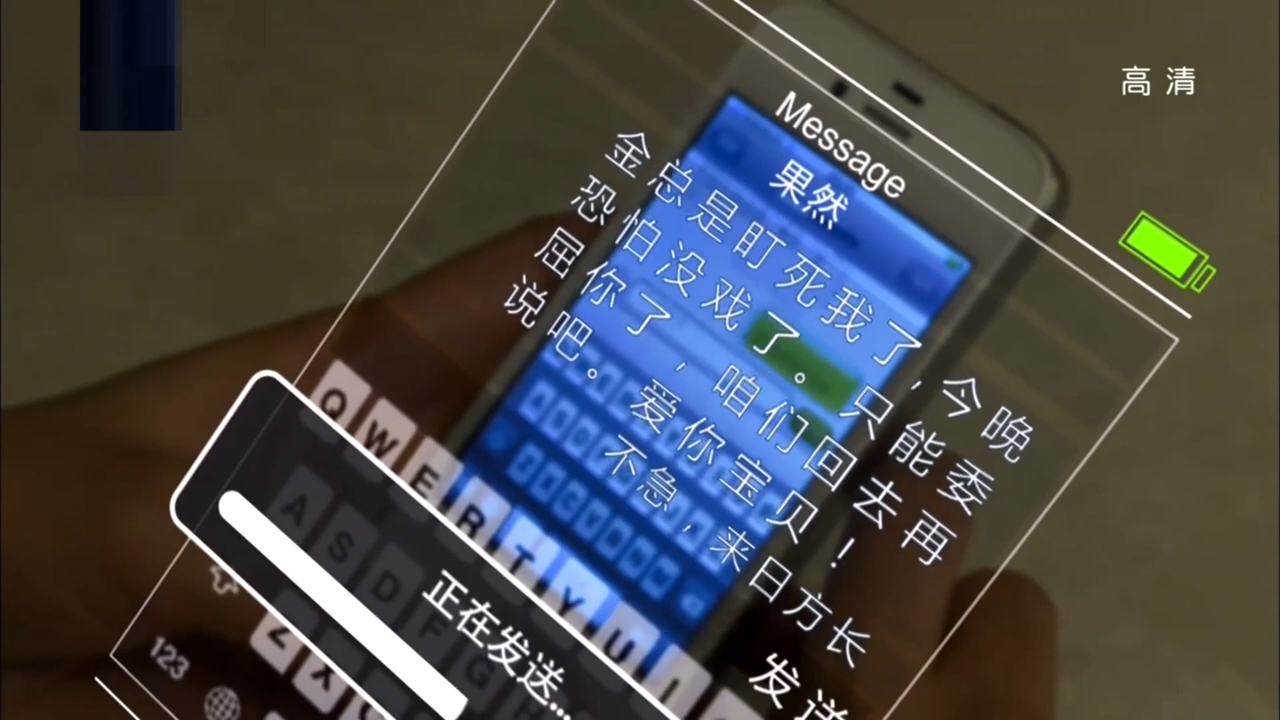 高清
Message
果然
金总是盯死我了，今晚
恐怕没戏了。只能委
屈你了，咱们回去再
说吧。爱你宝贝！
不急，来日方长
发送
Q W E R T Y U I
A S D F G
Z X
123
正在发送...